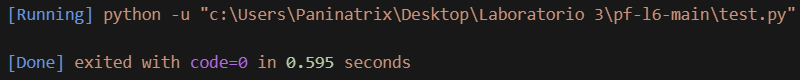 [Running] python -u "c:\Users\Paninatrix\Desktop\Laboratorio 3\pf-l6-main\test.py"
[Done] exited with code=0 in 0.595 seconds